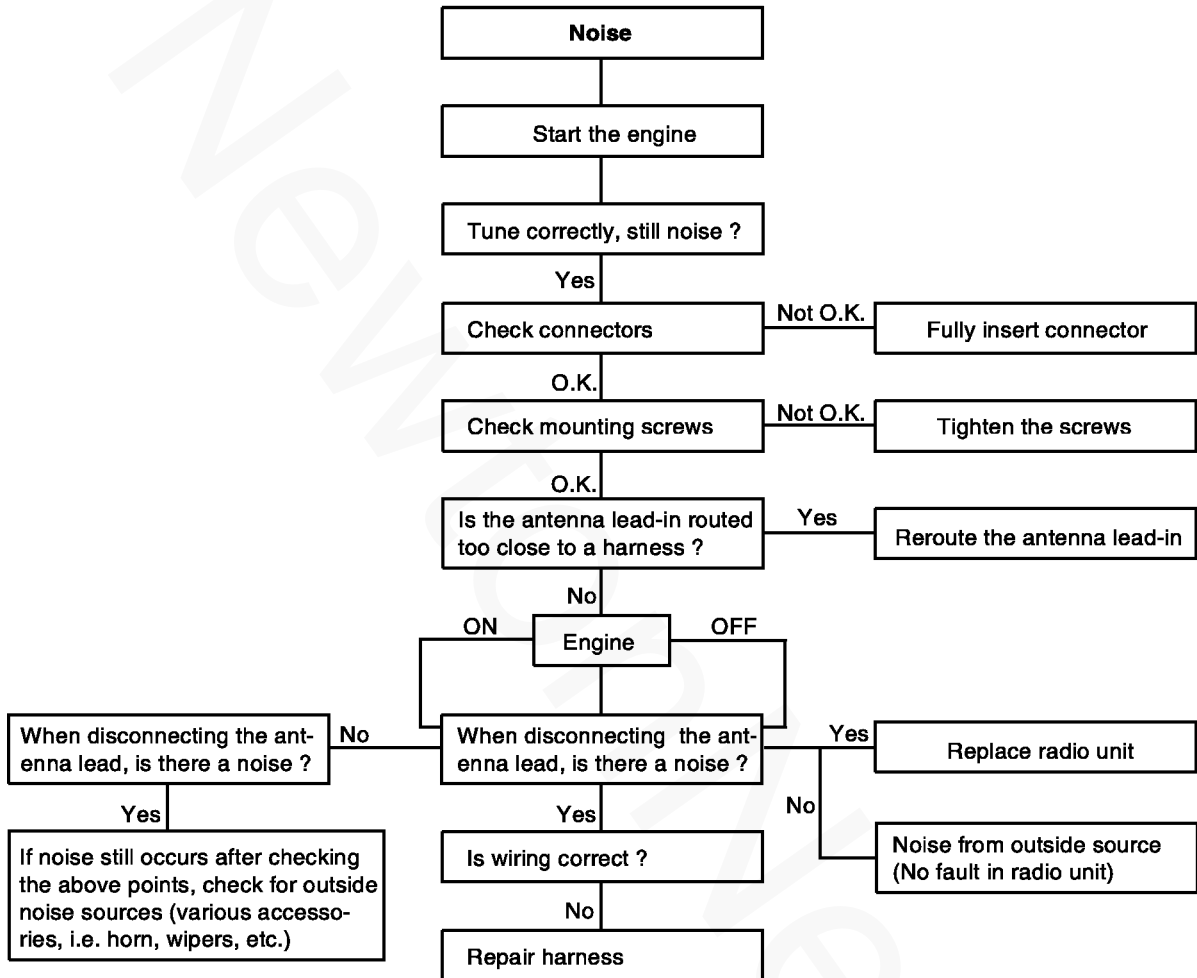 Noise
Start the engine
Tune correctly, still noise ?
Yes
Check connectors
Not O.K.
Fully insert connector
O.K.
Check mounting screws
Not O.K.
Tighten the screws
O.K.
Is the antenna lead-in routed
too close to a harness ?
Yes
Reroute the antenna lead-in
No
ON
Engine
OFF
When disconnecting the ant-
enna lead, is there a noise ?
No
When disconnecting the ant-
enna lead, is there a noise ?
Yes
Replace radio unit
Yes
Yes
No
If noise still occurs after checking
the above points, check for outside
noise sources (various accesso-
ries, i.e. horn, wipers, etc.)
Is wiring correct ?
Noise from outside source
(No fault in radio unit)
No
Repair harness